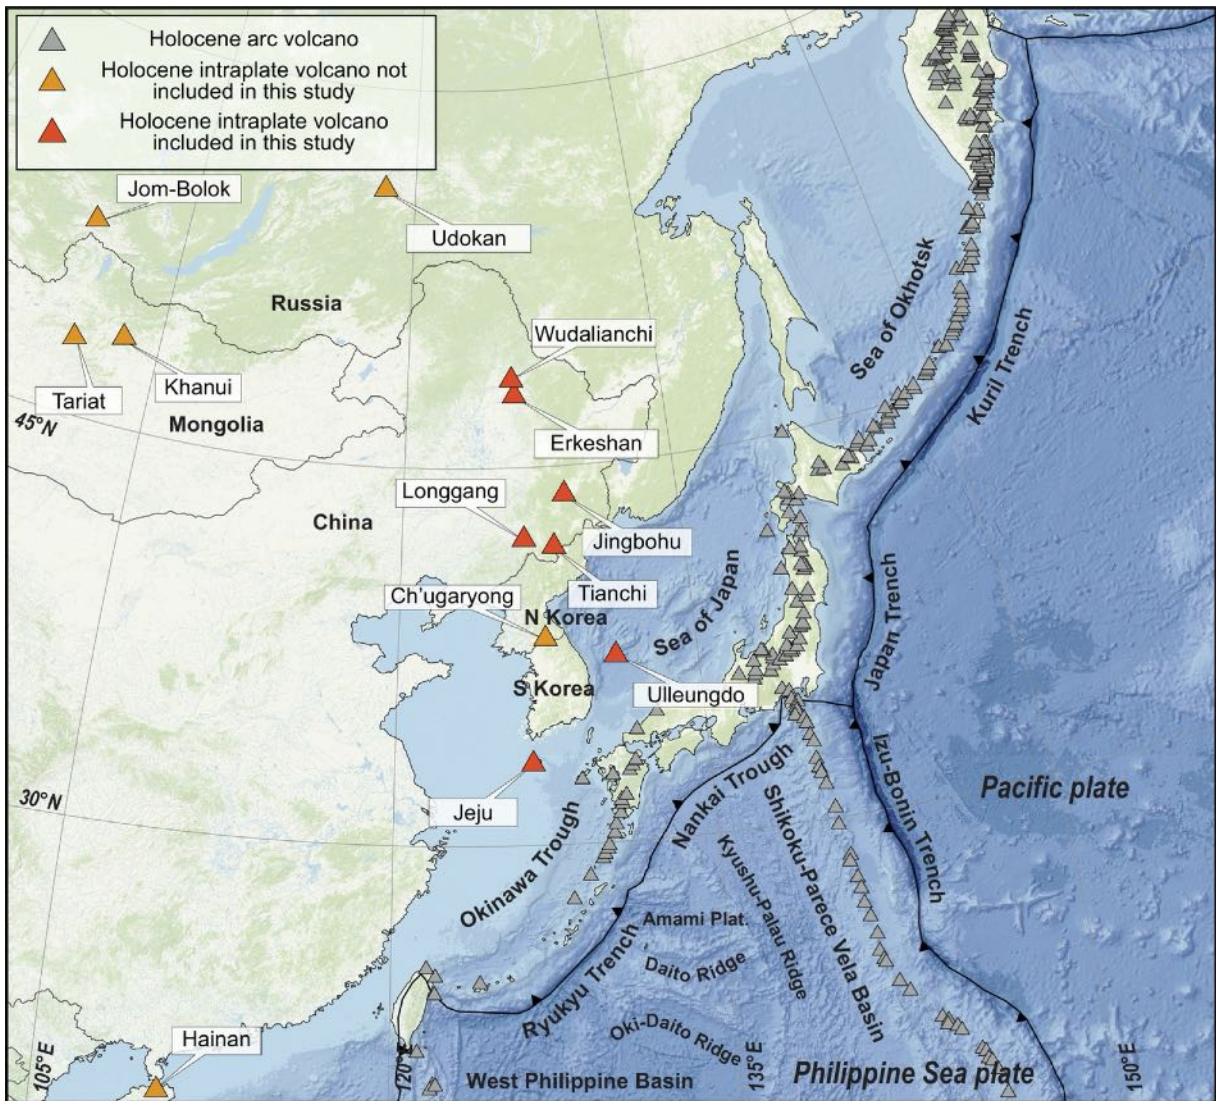 Holocene arc volcano
Holocene intraplate volcano not
included in this study
Holocene intraplate volcano
included in this study
Jom-Bolok
Udokan
Russia
Wudalianchi
Sea of Okhotsk
Tariat
Khanui
Mongolia
45°N
Erkeshan
Kuril Trench
Longgang
China
Jingbohu
Tianchi
Ch'ugaryong
N Korea
Sea of Japan
Japan Trench
S Korea
Ulleungdo
30°N
Jeju
Nankai Trough
Izu-Bonin Trench
Pacific plate
Okinawa Trough
Shikoku-Parece Vela Basin
Kyushu-Palau Ridge
Amami Plat.
Daito Ridge
Ryukyu Trench
Oki-Daito Ridge
Hainan
105°E
120°E
West Philippine Basin
135°E
Philippine Sea plate
150°E